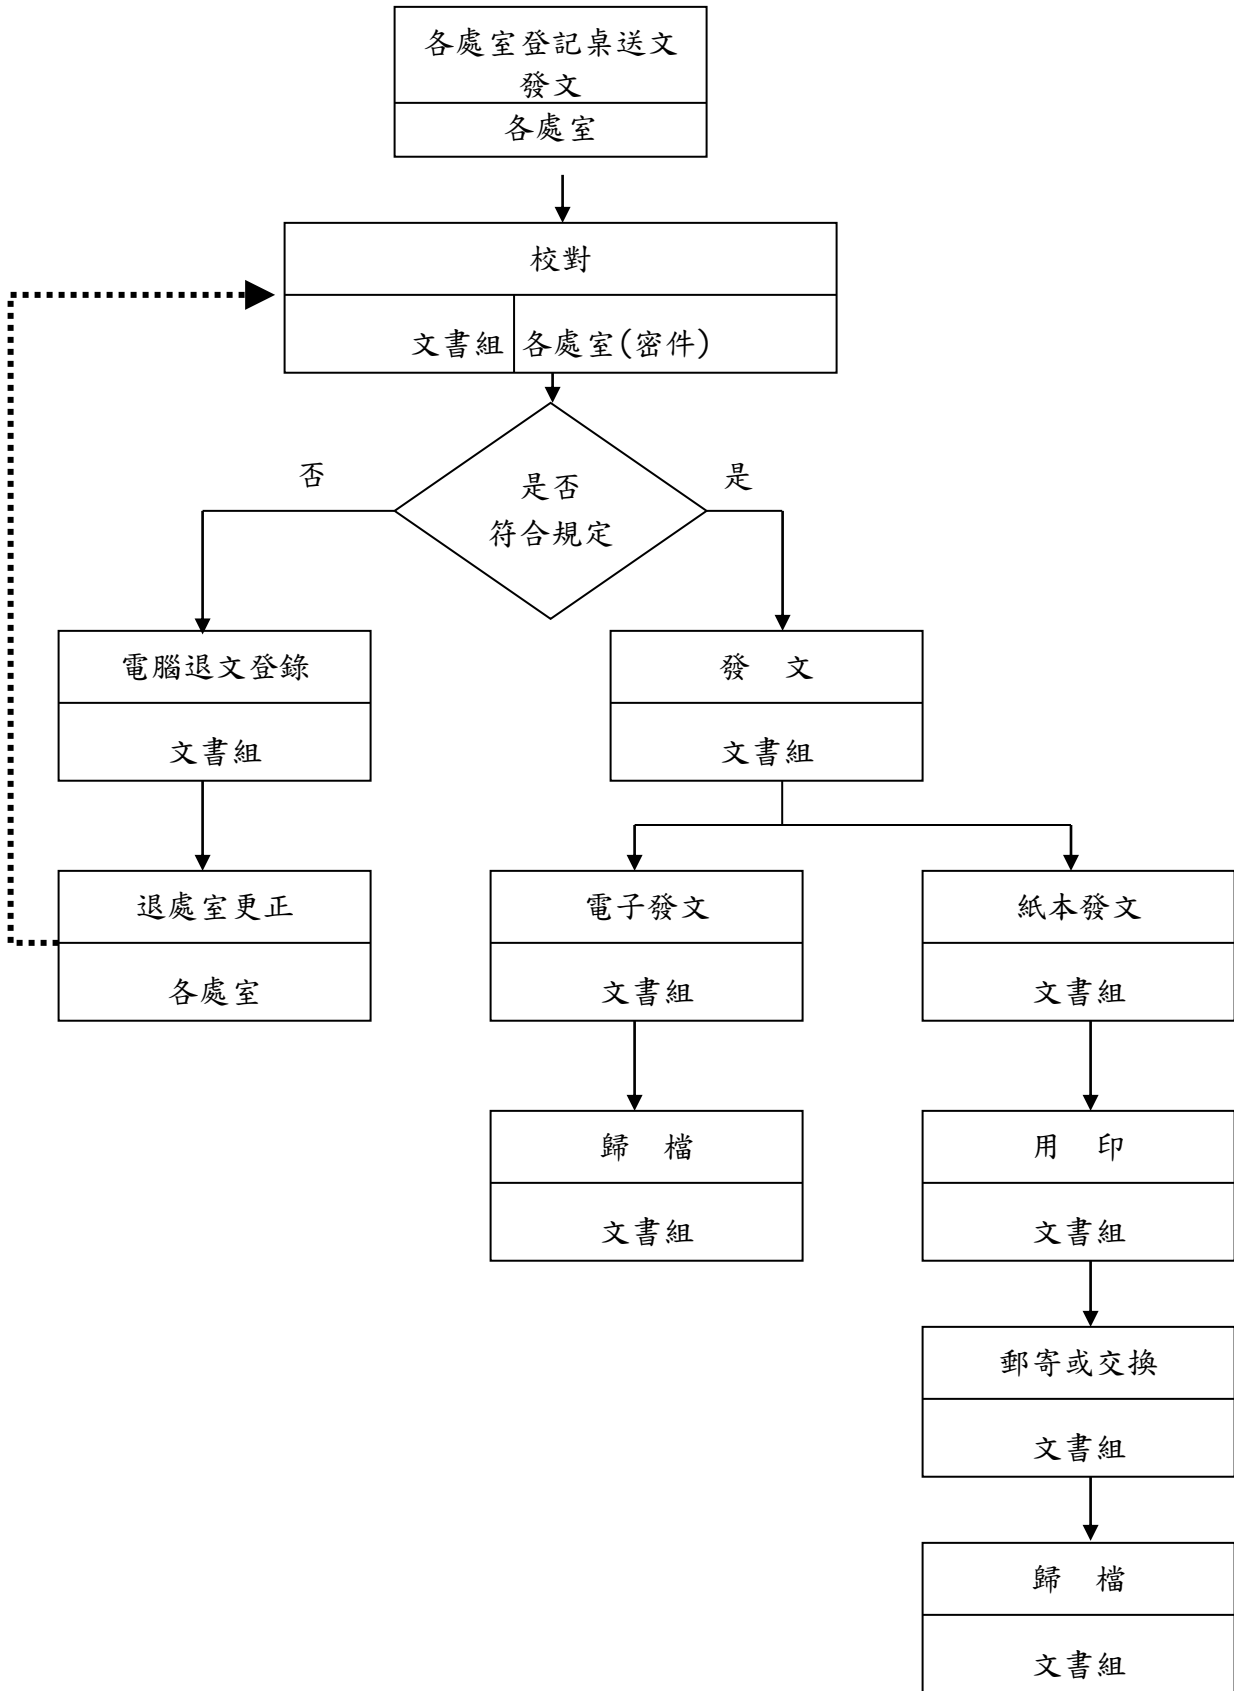 各處室登記桌送文
發文
各處室
校對
文書組
各處室(密件)
否
是
是否
符合規定
電腦退文登錄
文書組
發 文
文書組
退處室更正
各處室
電子發文
文書組
紙本發文
文書組
歸 檔
文書組
用 印
文書組
郵寄或交換
文書組
歸 檔
文書組